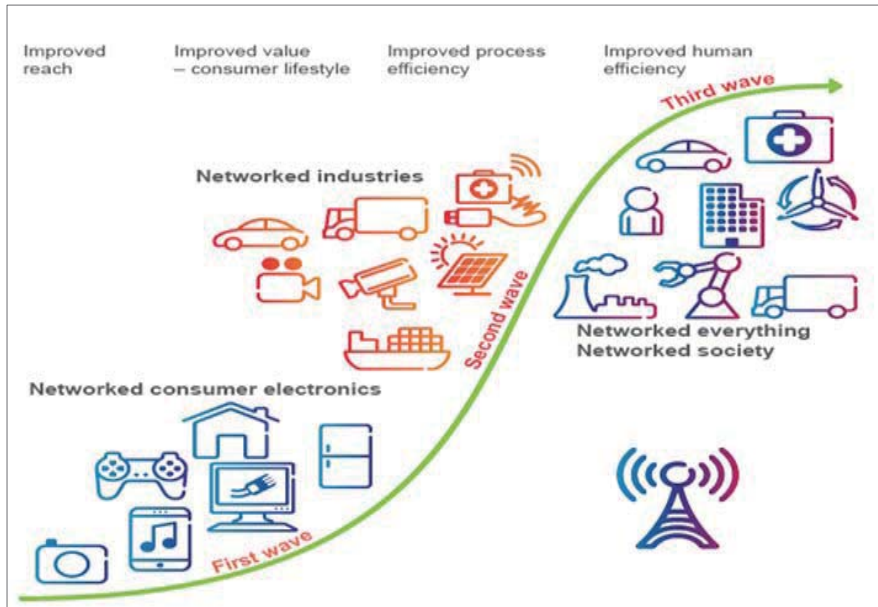 Improved
reach
Improved value
– consumer lifestyle
Improved process
efficiency
Improved human
efficiency
Third wave
Networked industries
Second wave
Networked everything
Networked society
Networked consumer electronics
First wave